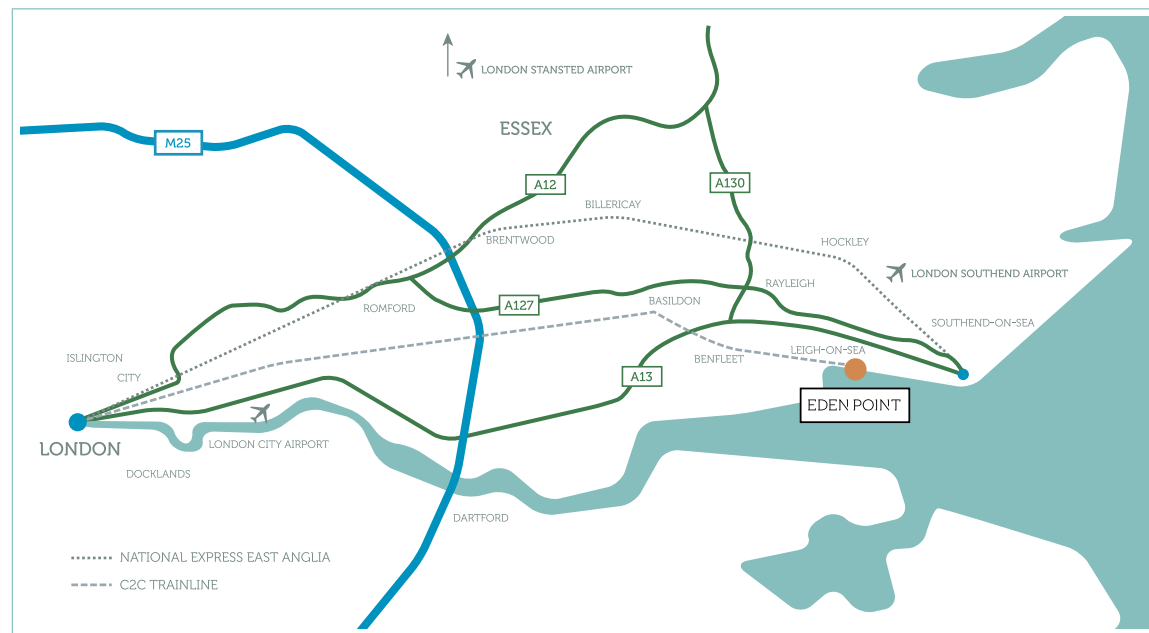 LONDON STANSTED AIRPORT
ESSEX
M25
A12
A130
BILLERICAY
BRENTWOOD
HOCKLEY
LONDON SOUTHEND AIRPORT
RAYLEIGH
ROMFORD
A127
BASILDON
SOUTHEND-ON-SEA
ISLINGTON
CITY
BENFLEET
LEIGH-ON-SEA
A13
EDEN POINT
LONDON
LONDON CITY AIRPORT
DOCKLANDS
DARTFORD
NATIONAL EXPRESS EAST ANGLIA
C2C TRAINLINE